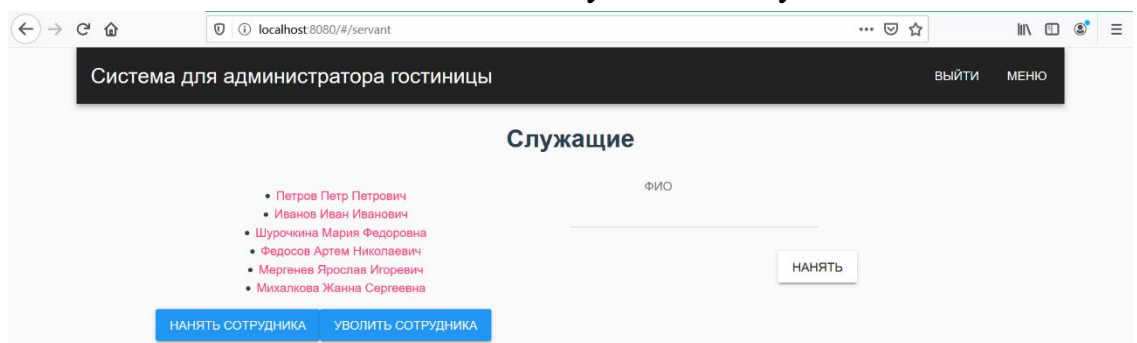 localhost:8080/#/servant
Система для администратора гостиницы
ВЫЙТИ МЕНЮ
Служащие
Петров Петр Петрович
Иванов Иван Иванович
Шурочкина Мария Федоровна
Федосов Артем Николаевич
Мергенев Ярослав Игоревич
Михалкова Жанна Сергеевна
НАНЯТЬ СОТРУДНИКА УВОЛИТЬ СОТРУДНИКА
ФИО
НАНЯТЬ